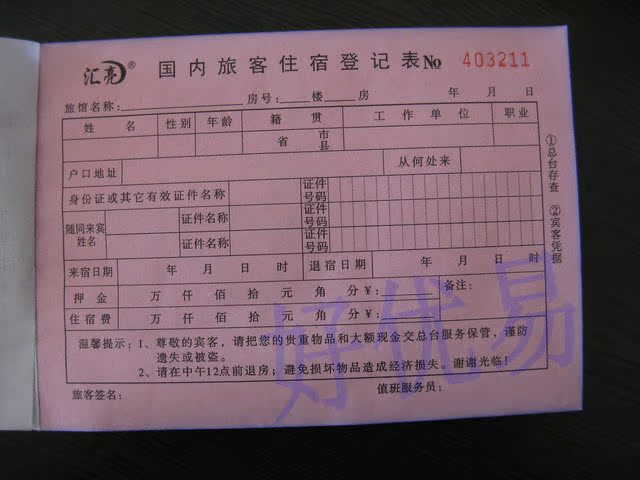 汇亮® 国内旅客住宿登记表 No 403211
旅馆名称: 房号: 楼 房 年 月 日
姓 名 性别 年龄 籍 贯 工 作 单 位 职业
省 市县
户口地址 从何处来
身份证或其它有效证件名称 证件号码
随同来宾姓名 证件名称 证件号码
证件名称 证件号码
来宿日期 年 月 日 时 退宿日期 年 月 日 时
押 金 万 仟 佰 拾 元 角 分 ¥: 备注:
住宿费 万 仟 佰 拾 元 角 分 ¥:
温馨提示: 1、尊敬的宾客,请把您的贵重物品和大额现金交总台服务保管,谨防
遗失或被盗。
2、请在中午12点前退房;避免损坏物品造成经济损失。谢谢光临!
旅客签名: 值班服务员:
①总台存查 ②宾客凭据
好优易